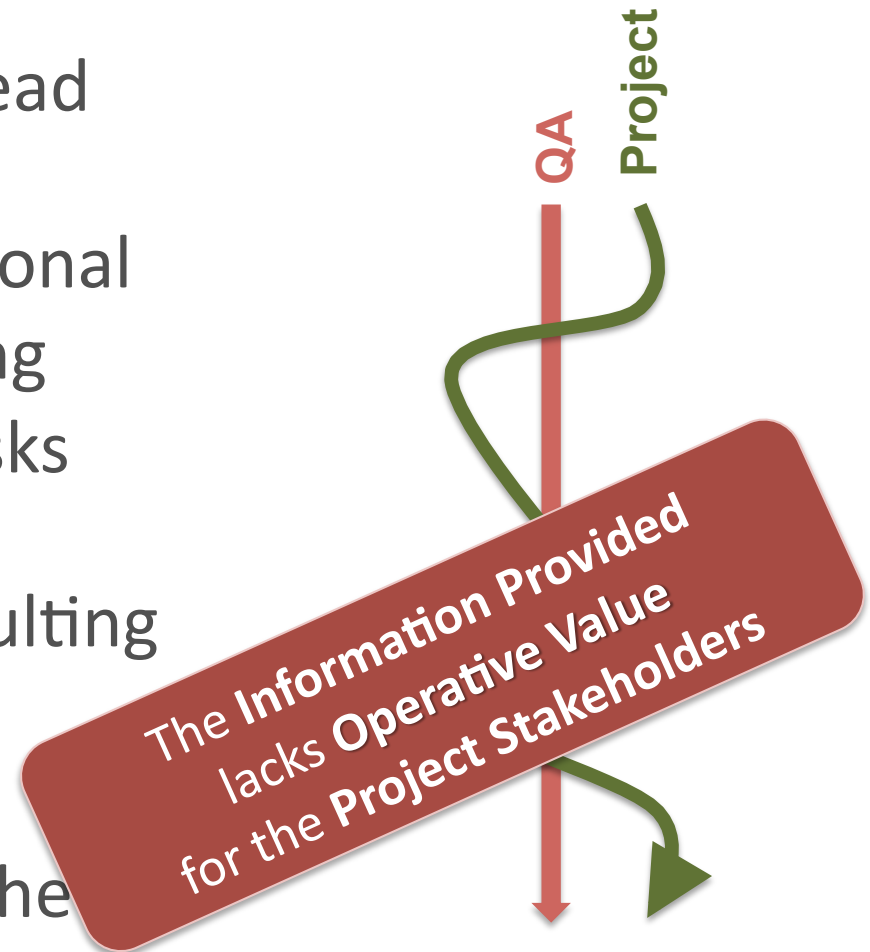 ead
onal
ng
sks
ulting
he
QA
Project
The Information Provided
lacks Operative Value
for the Project Stakeholders